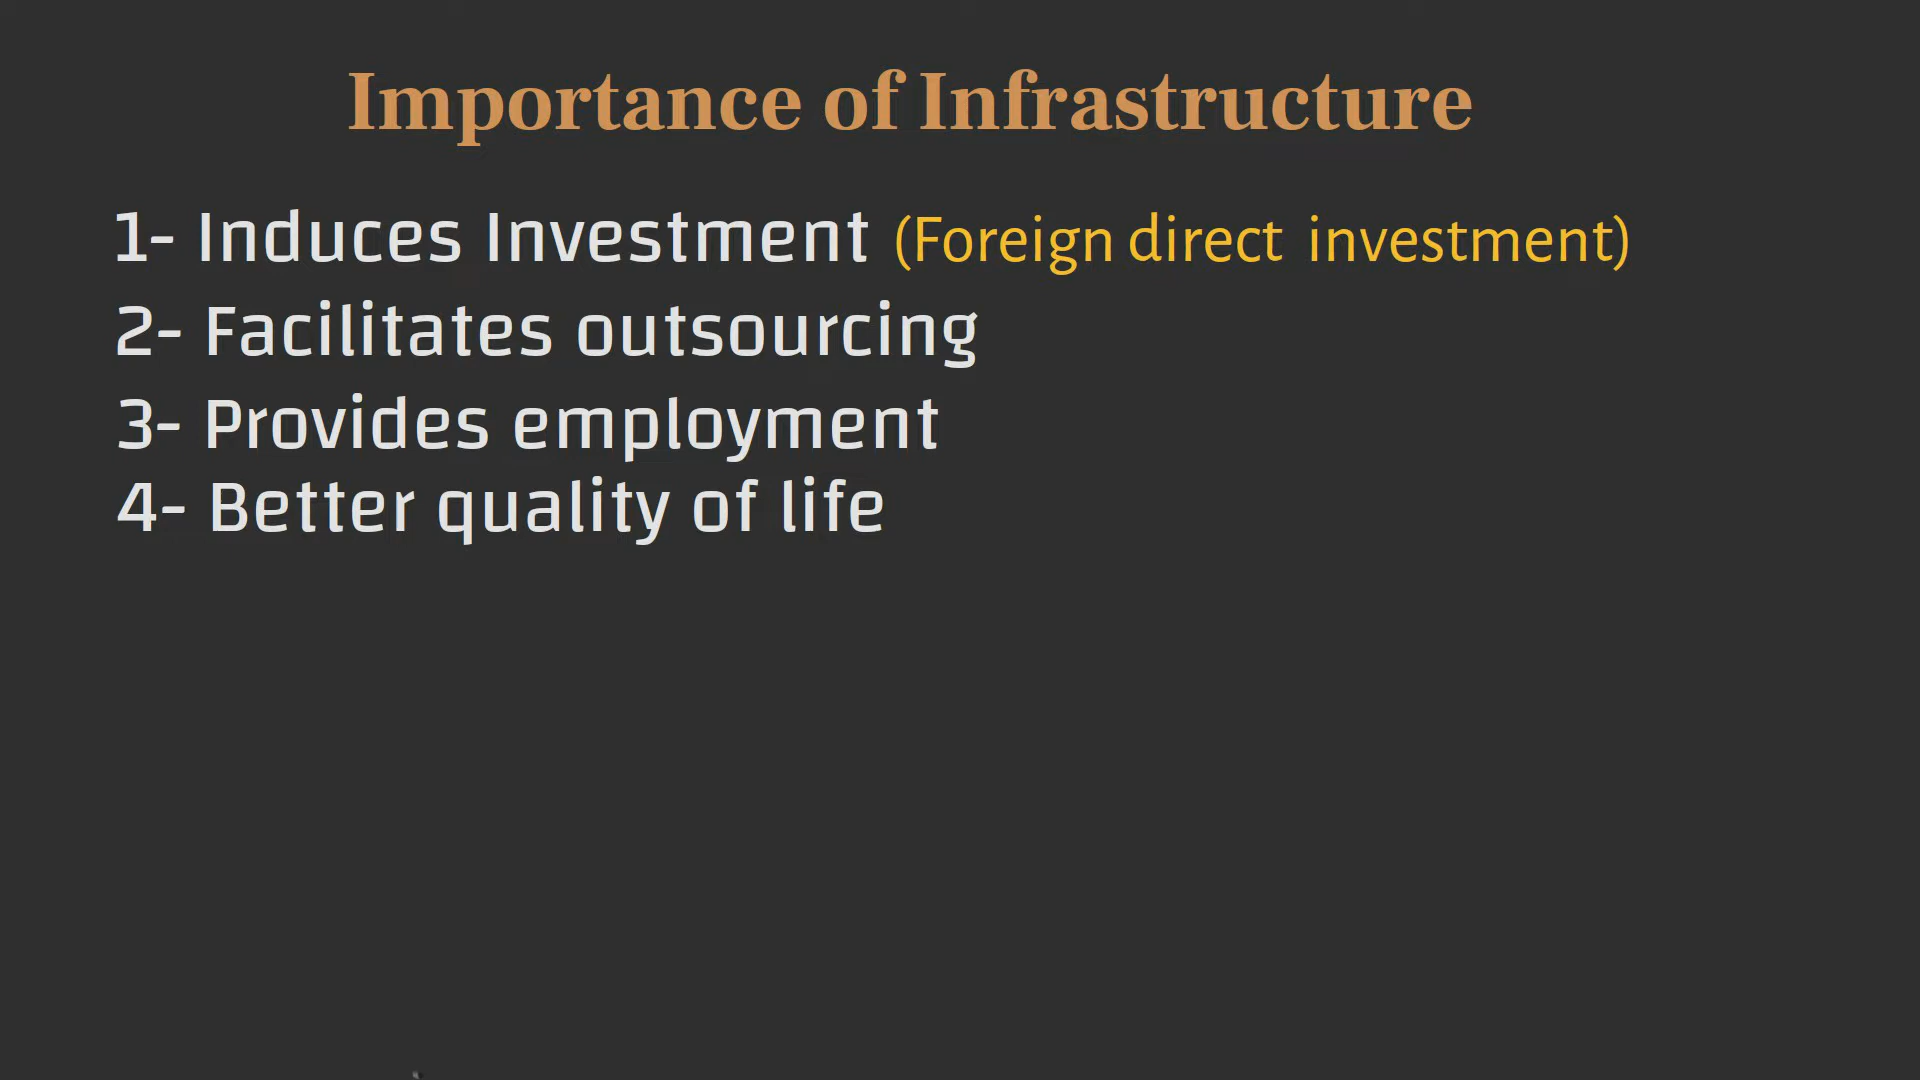 Importance of Infrastructure
1- Induces Investment (Foreign direct investment)
2- Facilitates outsourcing
3- Provides employment
4- Better quality of life